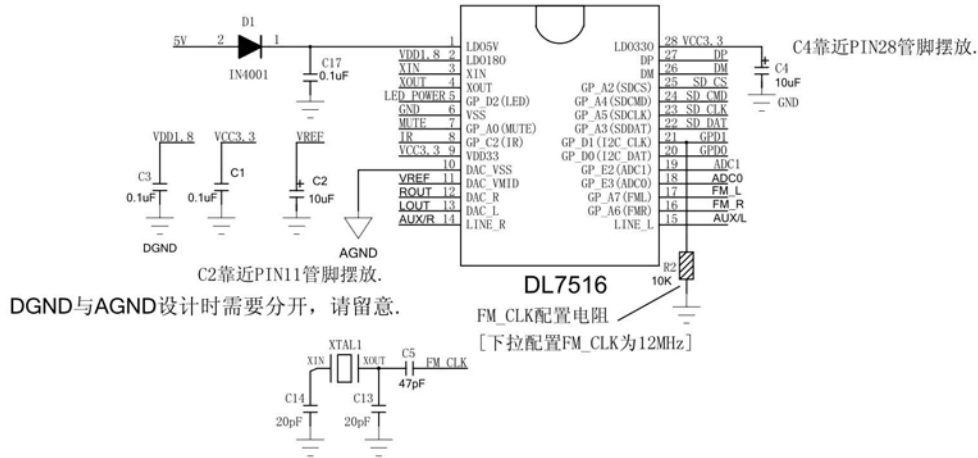 D1
5V 2 1
IN4001
C17
0.1uF
1 LDO5V
VDD1.8 2 LDO180
XIN 3 XIN
XOUT 4 XOUT
LED_POWER 5 GP_D2(LED)
GND 6 VSS
MUTE 7 GP_A0(MUTE)
IR 8 GP_C2(IR)
VCC3.3 9 VDD33
10 DAC_VSS
VREF 11 DAC_VMID
ROUT 12 DAC_R
LOUT 13 DAC_L
AUX/R 14 LINE_R
LDO33O 28 VCC3.3
DP 27 DP
DM 26 DM
GP_A2(SDCS) 25 SD_CS
GP_A4(SDCMD) 24 SD_CMD
GP_A5(SDCLK) 23 SD_CLK
GP_A3(SDDAT) 22 SD_DAT
GP_D1(I2C_CLK) 21 GPD1
GP_D0(I2C_DAT) 20 GPD0
GP_E2(ADC1) 19 ADC1
GP_E3(ADC0) 18 ADC0
GP_A7(FML) 17 FM_L
GP_A6(FMR) 16 FM_R
LINE_L 15 AUX/L
C4靠近PIN28管脚摆放.
C4
10uF
GND
VDD1.8 VCC3.3 VREF
C3
0.1uF
C1
0.1uF
C2
10uF
DGND
AGND
C2靠近PIN11管脚摆放.
DGND与AGND设计时需要分开，请留意.
DL7516
R2
10K
FM_CLK配置电阻
[下拉配置FM_CLK为12MHz]
XTAL1
XIN XOUT
C5
FM_CLK
47pF
C14
20pF
C13
20pF